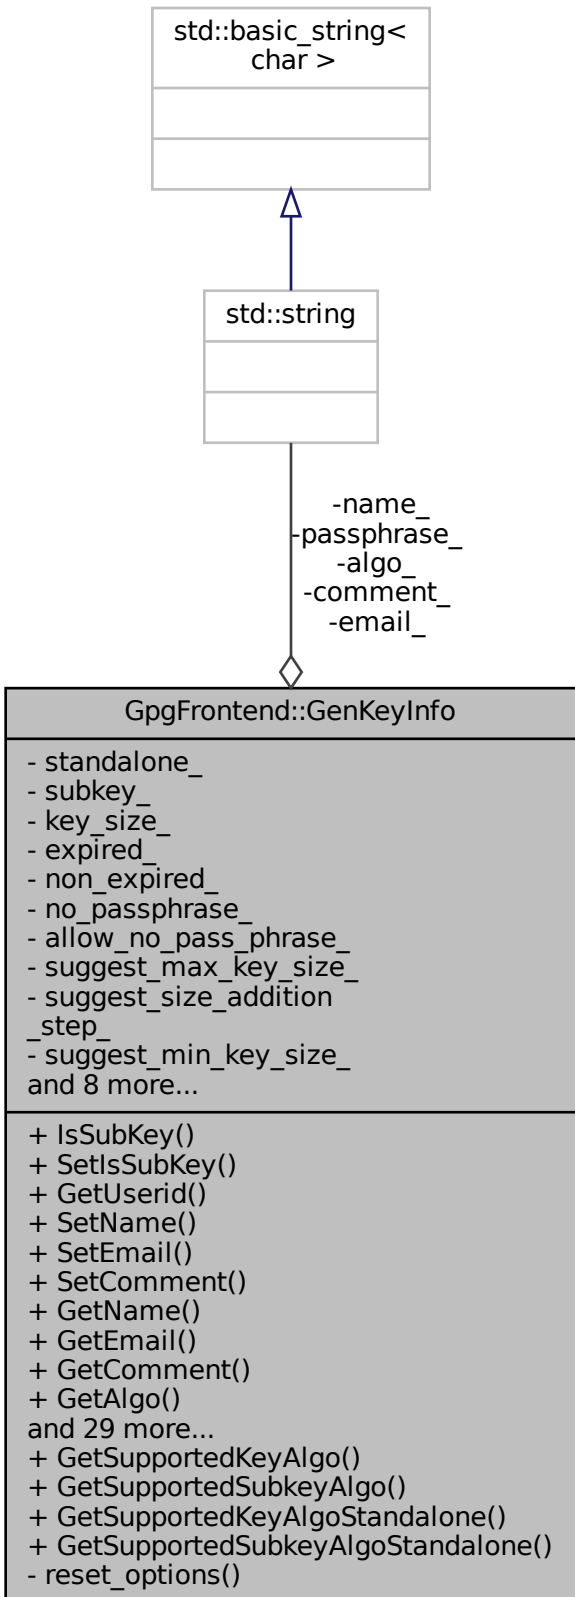 std::basic_string<
char >
std::string
-name_
-passphrase_
-algo_
-comment_
-email_
GpgFrontend::GenKeyInfo
- standalone_
- subkey_
- key_size_
- expired_
- non_expired_
- no_passphrase_
- allow_no_pass_phrase_
- suggest_max_key_size_
- suggest_size_addition
_step_
- suggest_min_key_size_
and 8 more...
+ IsSubKey()
+ SetIsSubKey()
+ GetUserid()
+ SetName()
+ SetEmail()
+ SetComment()
+ GetName()
+ GetEmail()
+ GetComment()
+ GetAlgo()
and 29 more...
+ GetSupportedKeyAlgo()
+ GetSupportedSubkeyAlgo()
+ GetSupportedKeyAlgoStandalone()
+ GetSupportedSubkeyAlgoStandalone()
- reset_options()